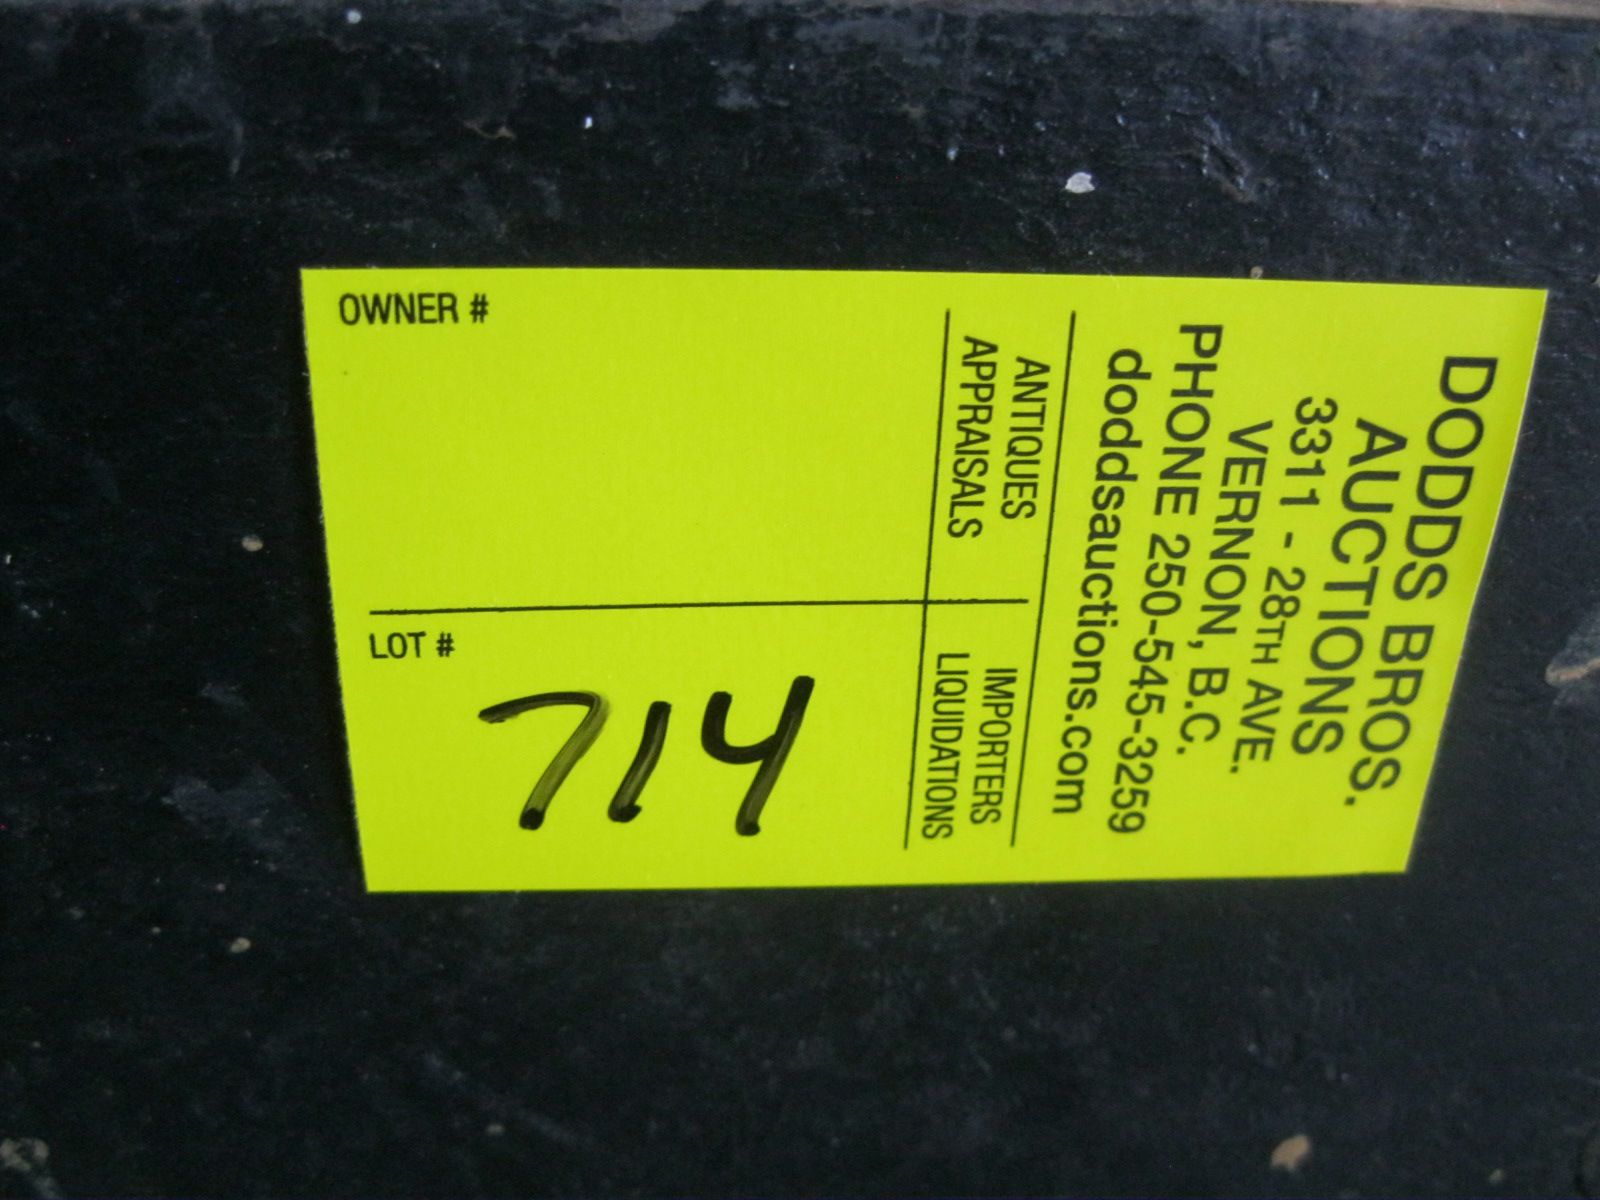 DODDS BROS.
AUCTIONS
3311 - 28TH AVE.
VERNON, B.C.
PHONE 250-545-3259
doddsauctions.com
ANTIQUES
APPRAISALS
IMPORTERS
LIQUIDATIONS
OWNER #
LOT #
714